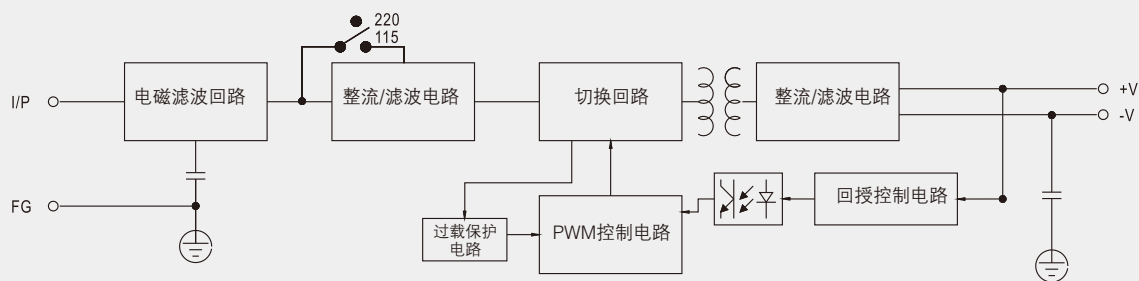 220
115
I/P
电磁滤波回路
整流/滤波电路
切换回路
整流/滤波电路
+V
-V
FG
过载保护
电路
PWM控制电路
回授控制电路